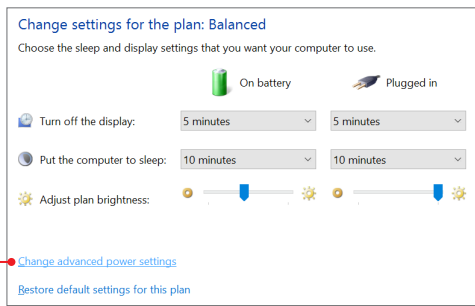 Change settings for the plan: Balanced
Choose the sleep and display settings that you want your computer to use.
On battery Plugged in
Turn off the display: 5 minutes 5 minutes
Put the computer to sleep: 10 minutes 10 minutes
Adjust plan brightness:
Change advanced power settings
Restore default settings for this plan